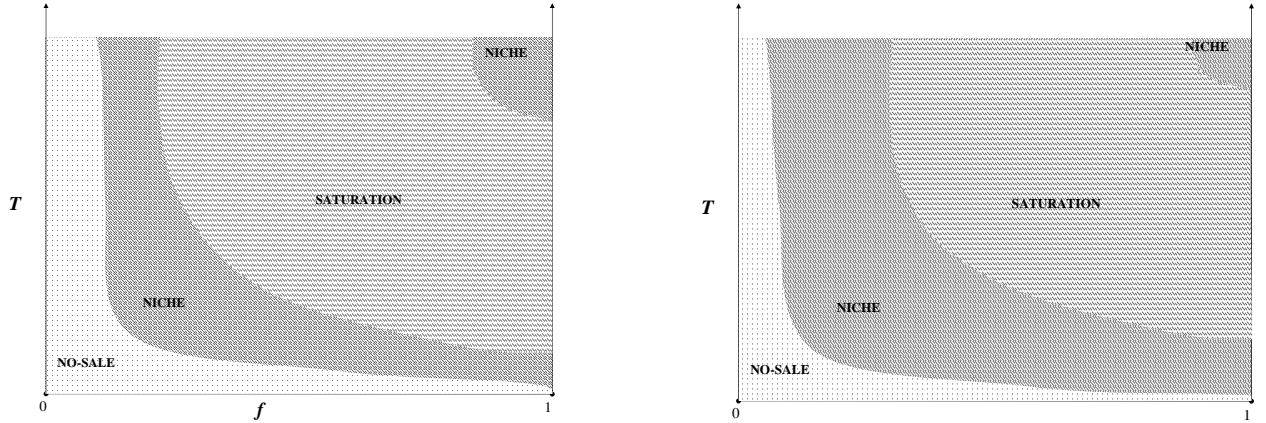 NICHE
SATURATION
T
NICHE
NO-SALE
0
f
1
NICHE
SATURATION
T
NICHE
NO-SALE
0
1